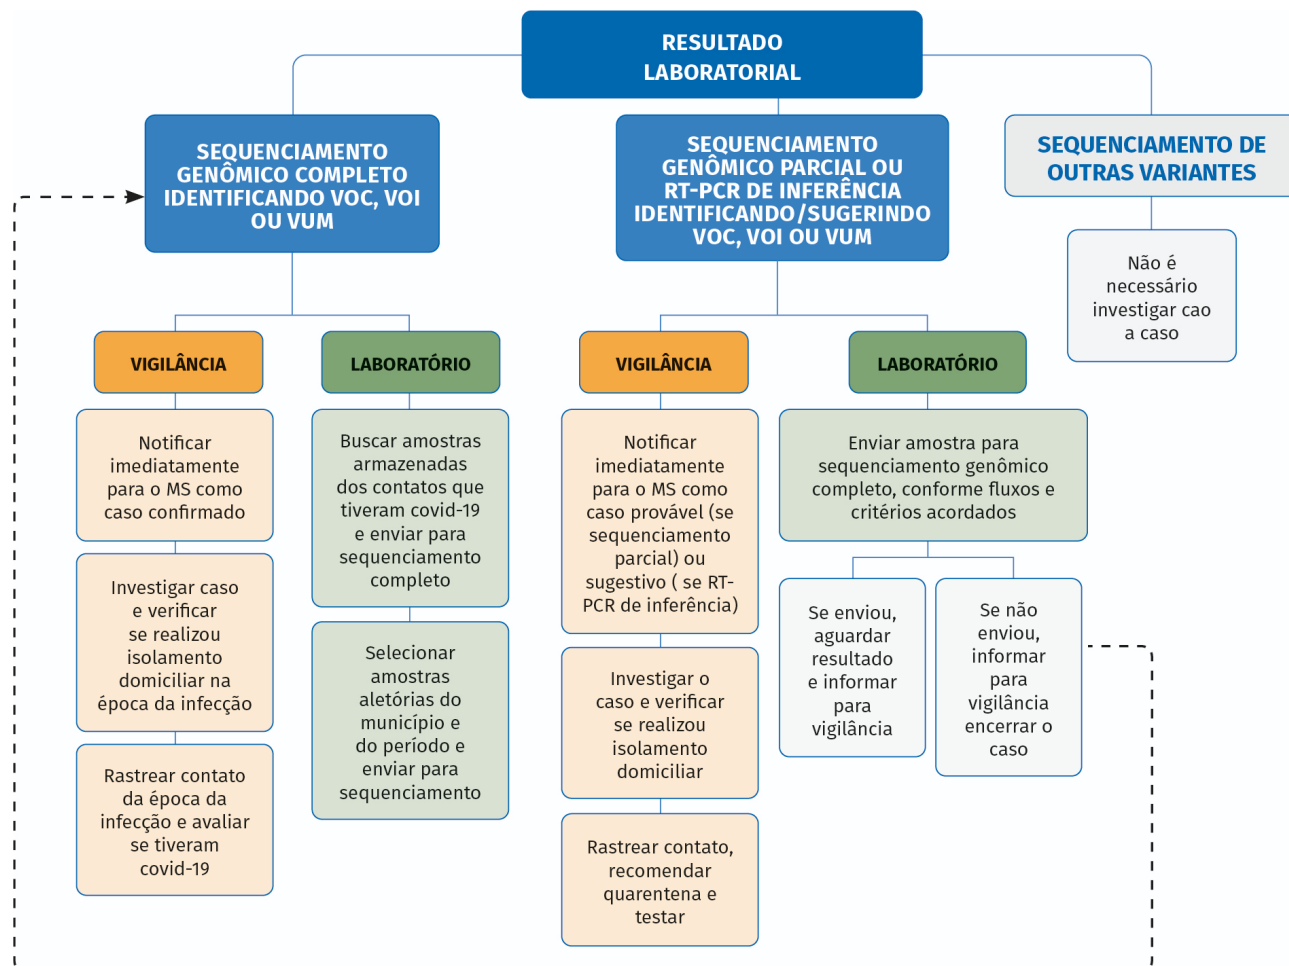 RESULTADO
LABORATORIAL
SEQUENCIAMENTO
GENÔMICO COMPLETO
IDENTIFICANDO VOC, VOI
OU VUM
SEQUENCIAMENTO
GENÔMICO PARCIAL OU
RT-PCR DE INFERÊNCIA
IDENTIFICANDO/SUGERINDO
VOC, VOI OU VUM
SEQUENCIAMENTO DE
OUTRAS VARIANTES
Não é
necessário
investigar cao
a caso
VIGILÂNCIA
LABORATÓRIO
VIGILÂNCIA
LABORATÓRIO
Notificar
imediatamente
para o MS como
caso confirmado
Investigar caso
e verificar
se realizou
isolamento
domiciliar na
época da infecção
Rastrear contato
da época da
infecção e avaliar
se tiveram
covid-19
Buscar amostras
armazenadas
dos contatos que
tiveram covid-19
e enviar para
sequenciamento
completo
Selecionar
amostras
aletórias do
município e
do período e
enviar para
sequenciamento
Notificar
imediatamente
para o MS como
caso provável (se
sequenciamento
parcial) ou
sugestivo ( se RT-
PCR de inferência)
Investigar o
caso e verificar
se realizou
isolamento
domiciliar
Rastrear contato,
recomendar
quarentena e
testar
Enviar amostra para
sequenciamento genômico
completo, conforme fluxos e
critérios acordados
Se enviou,
aguardar
resultado
e informar
para
vigilância
Se não
enviou,
informar
para
vigilância
encerrar o
caso